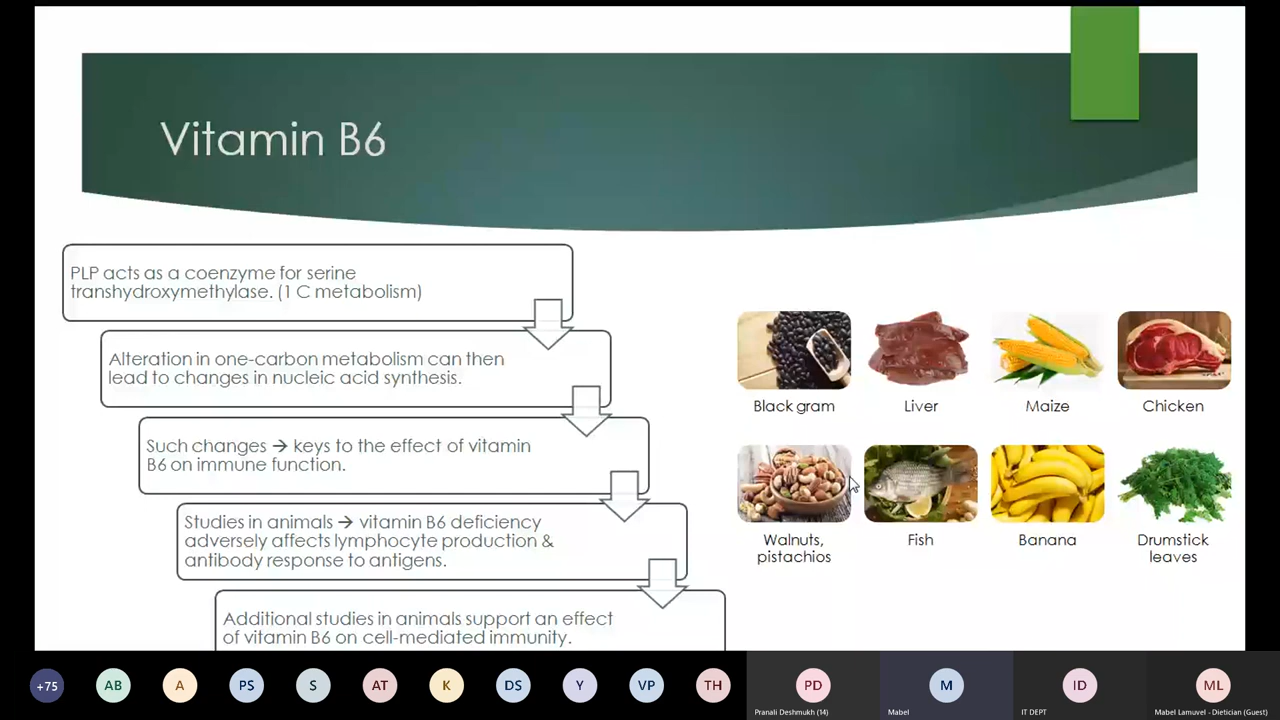 Vitamin B6
PLP acts as a coenzyme for serine
transhydroxymethylase. (1 C metabolism)
Alteration in one-carbon metabolism can then
lead to changes in nucleic acid synthesis.
Such changes → keys to the effect of vitamin
B6 on immune function.
Studies in animals → vitamin B6 deficiency
adversely affects lymphocyte production &
antibody response to antigens.
Additional studies in animals support an effect
of vitamin B6 on cell-mediated immunity.
Black gram
Liver
Maize
Chicken
Walnuts,
pistachios
Fish
Banana
Drumstick
leaves
+75
AB
A
PS
S
AT
K
DS
Y
VP
TH
PD
Pranali Deshmukh (14)
M
Mabel
ID
IT DEPT
ML
Mabel Lamuvel - Dietician (Guest)